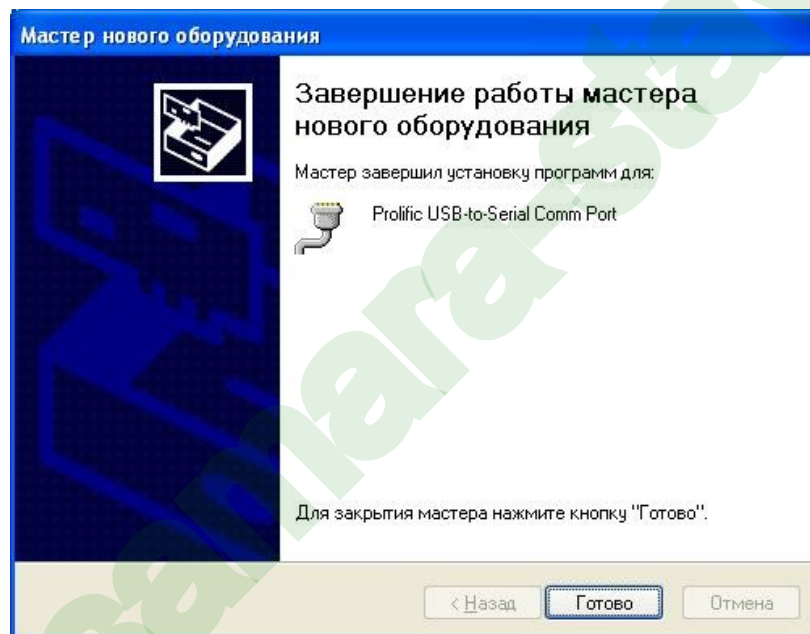 Мастер нового оборудования
Завершение работы мастера
нового оборудования
Мастер завершил установку программ для:
Prolific USB-to-Serial Comm Port
Для закрытия мастера нажмите кнопку "Готово".
< Назад Готово Отмена